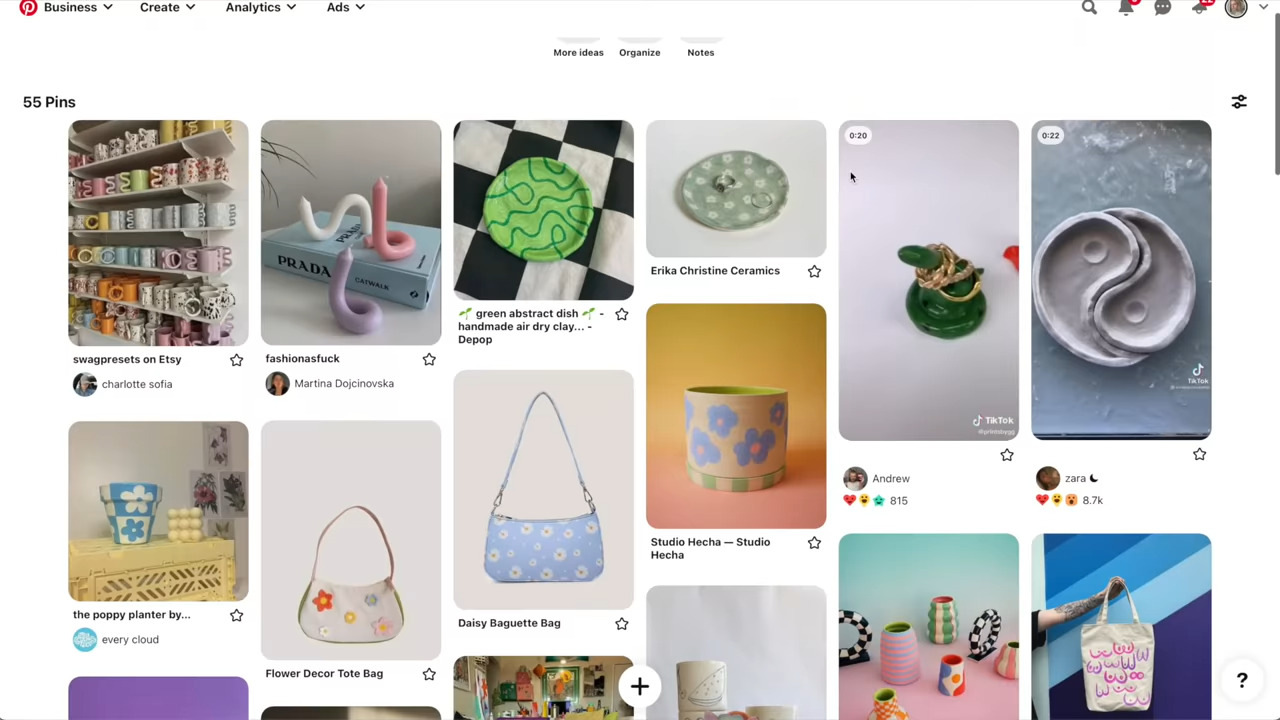 Business
Create
Analytics
Ads
More ideas
Organize
Notes
55 Pins
swagpresets on Etsy
charlotte sofia
PRADA
PRADA
CATWALK
fashionasfuck
Martina Dojcinovska
🌱 green abstract dish 🌱 -
handmade air dry clay... -
Depop
Erika Christine Ceramics
0:20
TikTok
Andrew
815
0:22
TikTok
zara
8.7k
the poppy planter by...
every cloud
Flower Decor Tote Bag
Daisy Baguette Bag
Studio Hecha — Studio
Hecha
+
?